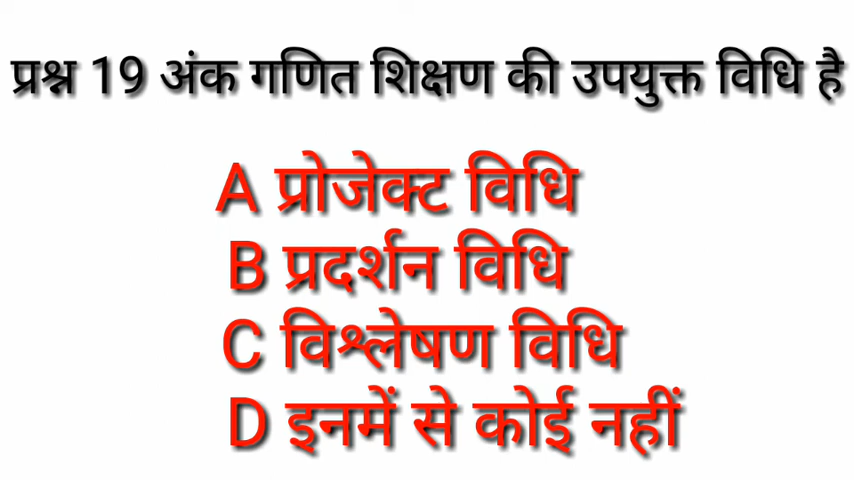 प्रश्न 19 अंक गणित शिक्षण की उपयुक्त विधि है
A प्रोजेक्ट विधि
B प्रदर्शन विधि
C विश्लेषण विधि
D इनमें से कोई नहीं